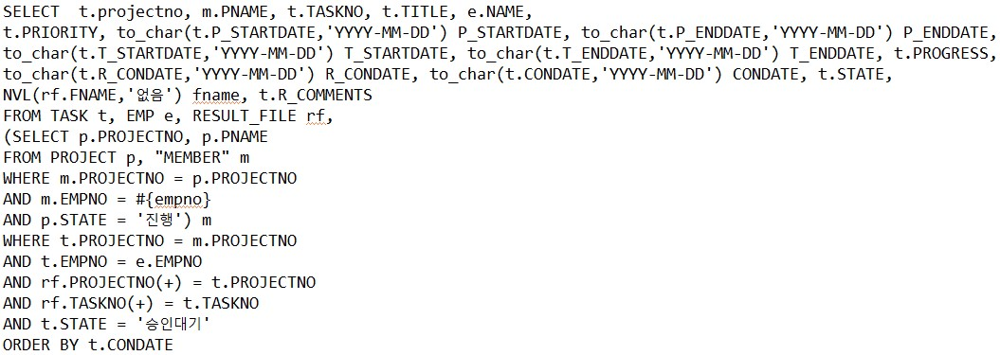 SELECT  t.projectno, m.PNAME, t.TASKNO, t.TITLE, e.NAME,
t.PRIORITY, to_char(t.P_STARTDATE,'YYYY-MM-DD') P_STARTDATE, to_char(t.P_ENDDATE,'YYYY-MM-DD') P_ENDDATE,
to_char(t.T_STARTDATE,'YYYY-MM-DD') T_STARTDATE, to_char(t.T_ENDDATE,'YYYY-MM-DD') T_ENDDATE, t.PROGRESS,
to_char(t.R_CONDATE,'YYYY-MM-DD') R_CONDATE, to_char(t.CONDATE,'YYYY-MM-DD') CONDATE, t.STATE,
NVL(rf.FNAME,'없음') fname, t.R_COMMENTS
FROM TASK t, EMP e, RESULT_FILE rf,
(SELECT p.PROJECTNO, p.PNAME
FROM PROJECT p, "MEMBER" m
WHERE m.PROJECTNO = p.PROJECTNO
AND m.EMPNO = #{empno}
AND p.STATE = '진행') m
WHERE t.PROJECTNO = m.PROJECTNO
AND t.EMPNO = e.EMPNO
AND rf.PROJECTNO(+) = t.PROJECTNO
AND rf.TASKNO(+) = t.TASKNO
AND t.STATE = '승인대기'
ORDER BY t.CONDATE